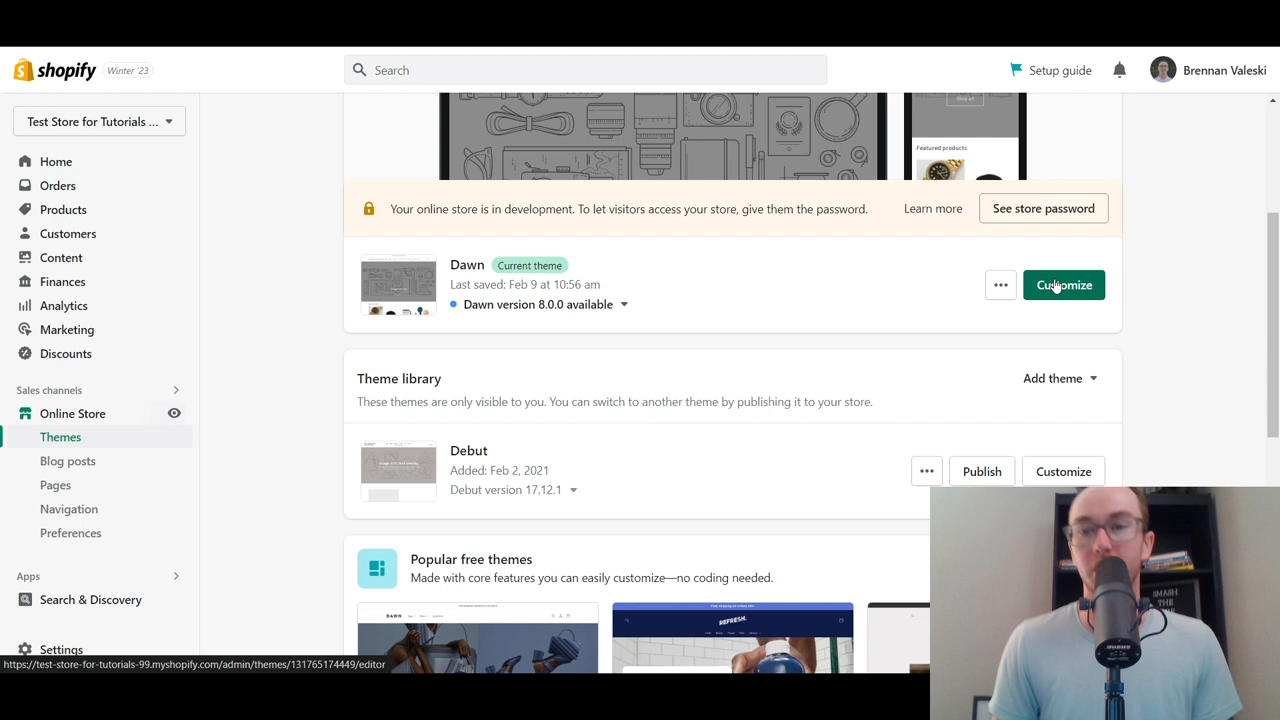 shopify
Winter '23
Search
Setup guide
Brennan Valeski
Test Store for Tutorials ...
Home
Orders
Products
Customers
Content
Finances
Analytics
Marketing
Discounts
Sales channels
Online Store
Themes
Blog posts
Pages
Navigation
Preferences
Apps
Search & Discovery
Settings
https://test-store-for-tutorials-99.myshopify.com/admin/themes/131765174449/editor
Shop all
Featured products
Your online store is in development. To let visitors access your store, give them the password.
Learn more
See store password
Dawn
Current theme
Last saved: Feb 9 at 10:56 am
Dawn version 8.0.0 available
Customize
Theme library
Add theme
These themes are only visible to you. You can switch to another theme by publishing it to your store.
Debut
Added: Feb 2, 2021
Debut version 17.12.1
Publish
Customize
Popular free themes
Made with core features you can easily customize—no coding needed.
DAWN
REFRESH.
SMASH
THE